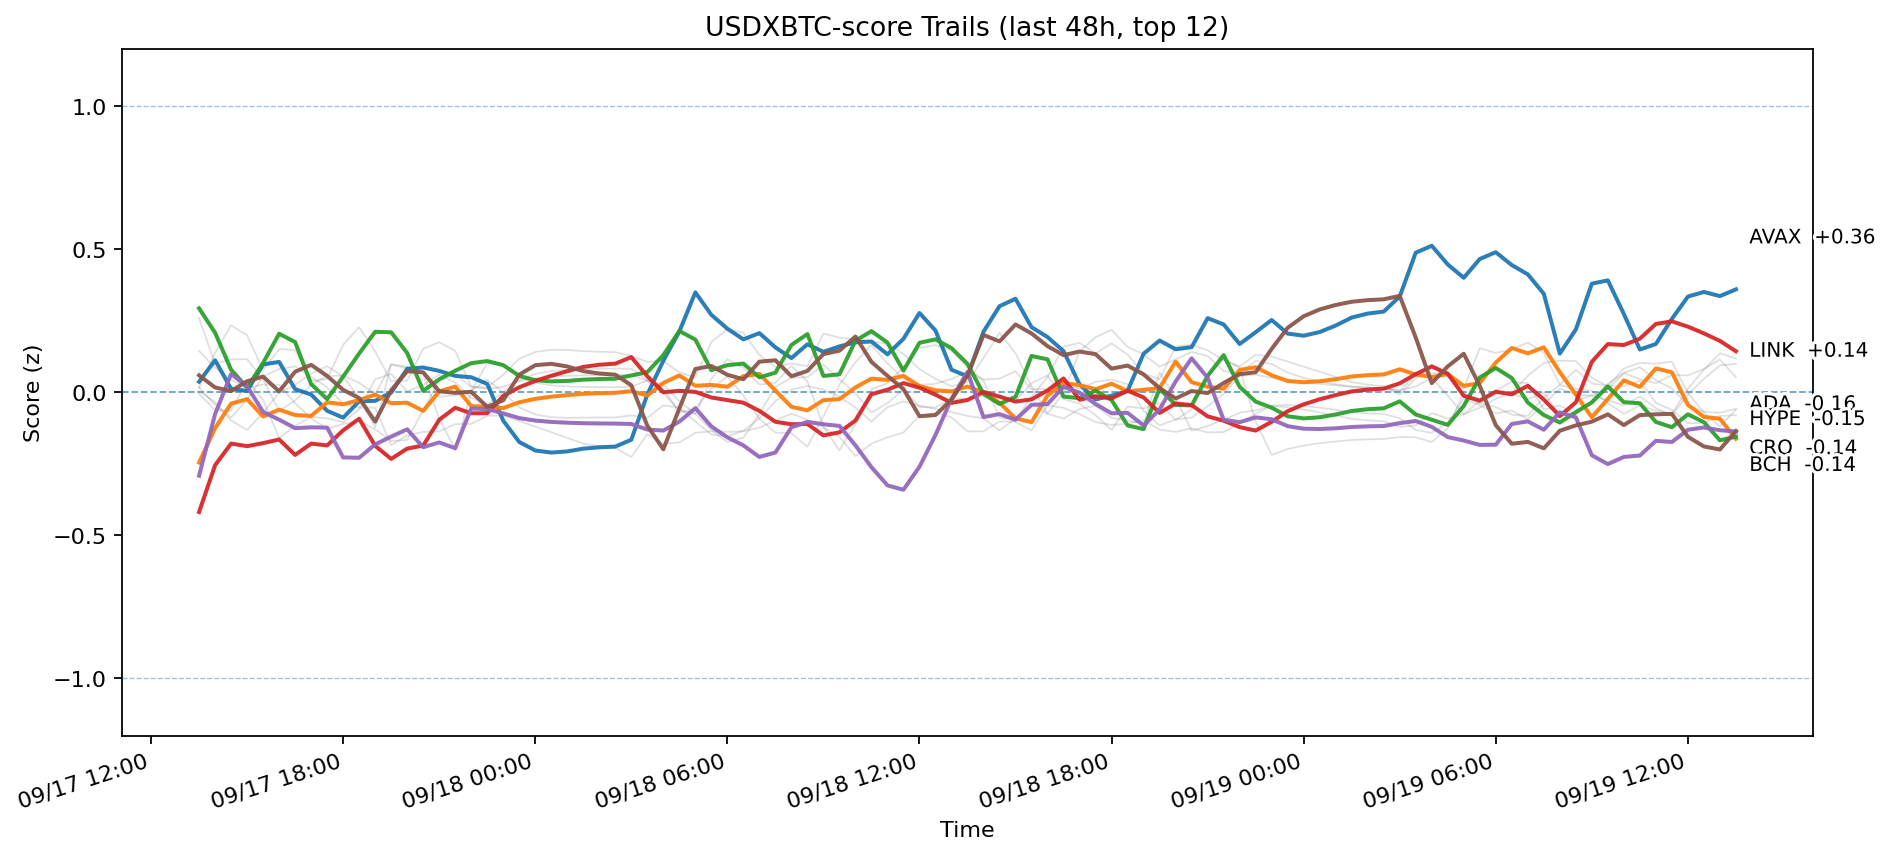 USDXBTC-score Trails (last 48h, top 12)
1.0
0.5
0.0
−0.5
−1.0
Score (z)
AVAX +0.36
LINK +0.14
ADA -0.16
HYPE -0.15
CRO -0.14
BCH -0.14
09/17 12:00
09/17 18:00
09/18 00:00
09/18 06:00
09/18 12:00
09/18 18:00
09/19 00:00
09/19 06:00
09/19 12:00
Time